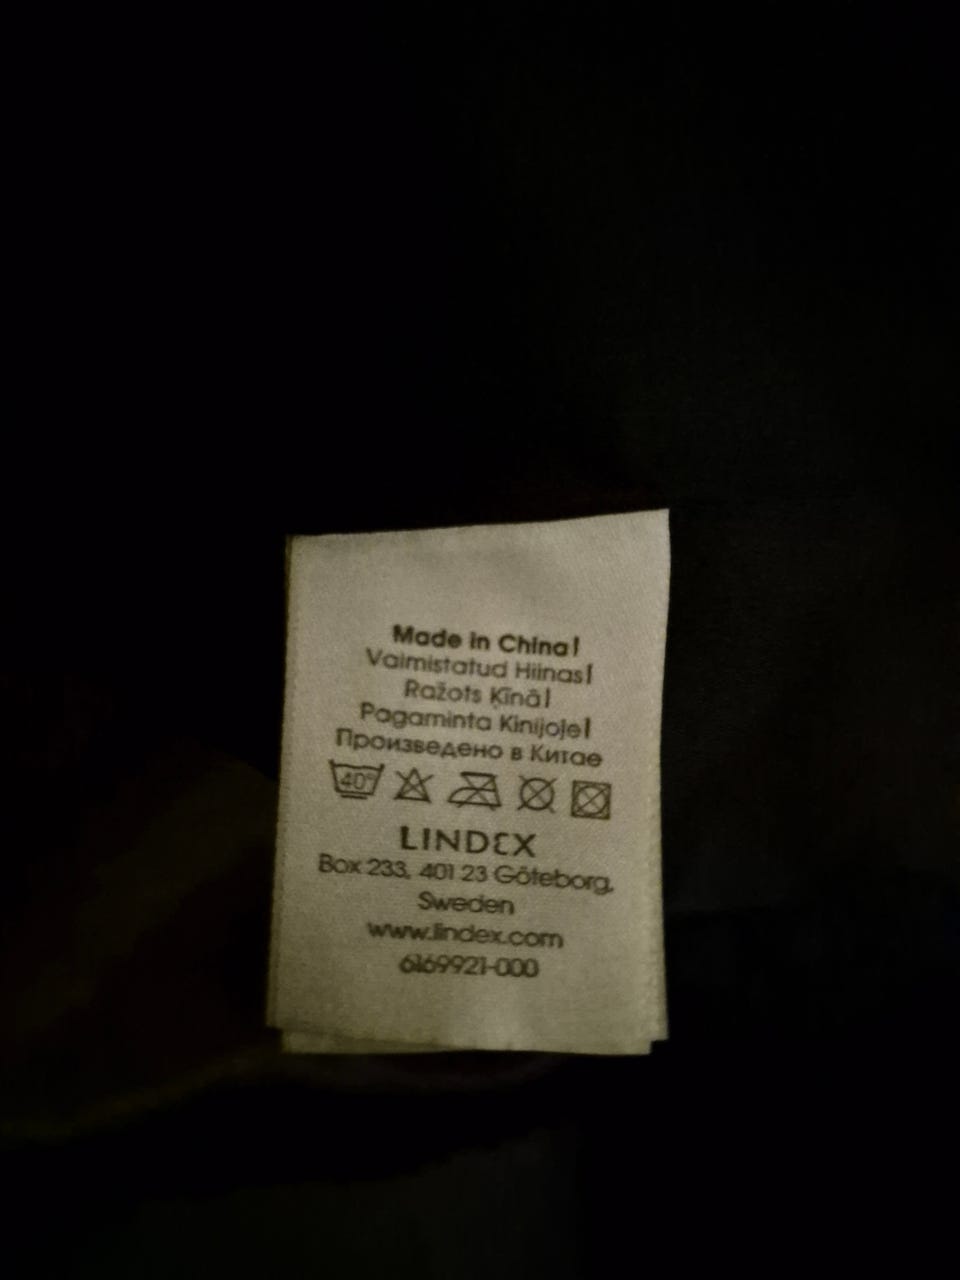 Made in China|
Valmistatud Hiinas|
Ražots Ķīnā|
Pagaminta Kinijoje|
Произведено в Китае
40°
LINDEX
Box 233, 401 23 Göteborg,
Sweden
www.lindex.com
6169921-000